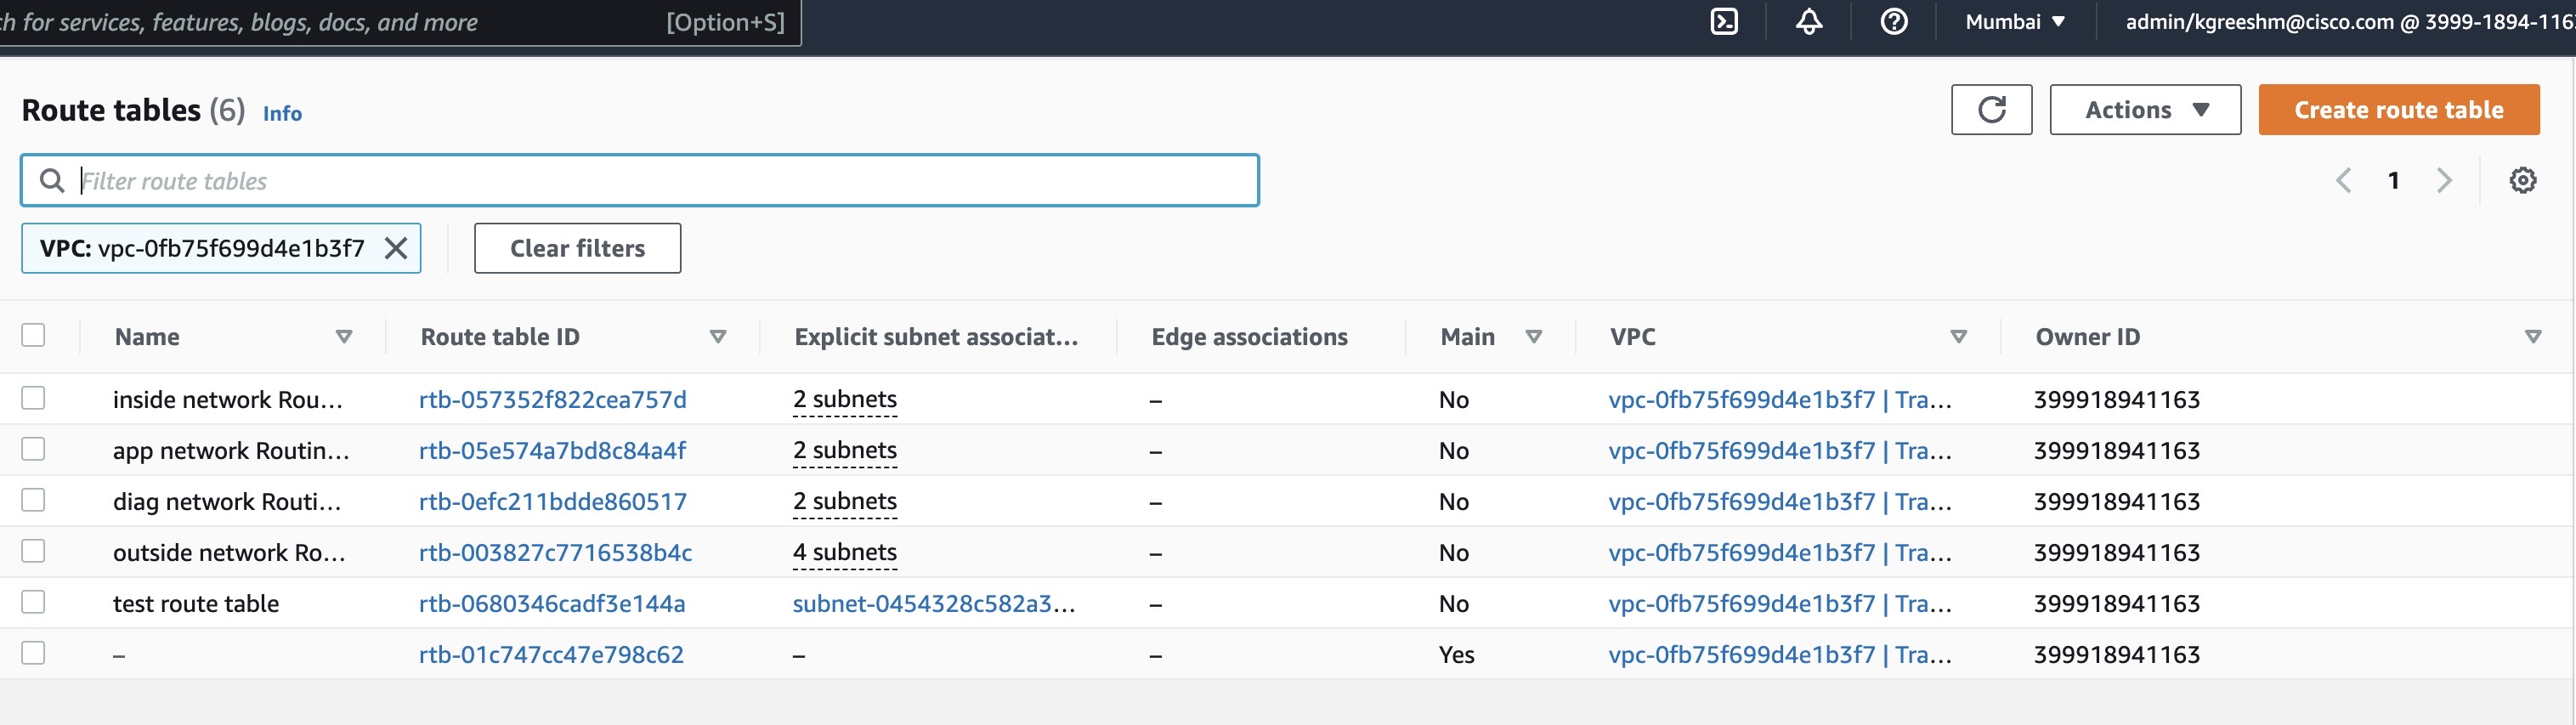 ch for services, features, blogs, docs, and more [Option+S] Mumbai ▼ admin/kgreeshm@cisco.com @ 3999-1894-116
Route tables (6) Info Actions ▼ Create route table
Filter route tables 1
VPC: vpc-0fb75f699d4e1b3f7 Clear filters
Name Route table ID Explicit subnet associat... Edge associations Main VPC Owner ID
inside network Rou... rtb-057352f822cea757d 2 subnets – No vpc-0fb75f699d4e1b3f7 | Tra... 399918941163
app network Routin... rtb-05e574a7bd8c84a4f 2 subnets – No vpc-0fb75f699d4e1b3f7 | Tra... 399918941163
diag network Routi... rtb-0efc211bdde860517 2 subnets – No vpc-0fb75f699d4e1b3f7 | Tra... 399918941163
outside network Ro... rtb-003827c7716538b4c 4 subnets – No vpc-0fb75f699d4e1b3f7 | Tra... 399918941163
test route table rtb-0680346cadf3e144a subnet-0454328c582a3... – No vpc-0fb75f699d4e1b3f7 | Tra... 399918941163
– rtb-01c747cc47e798c62 – – Yes vpc-0fb75f699d4e1b3f7 | Tra... 399918941163